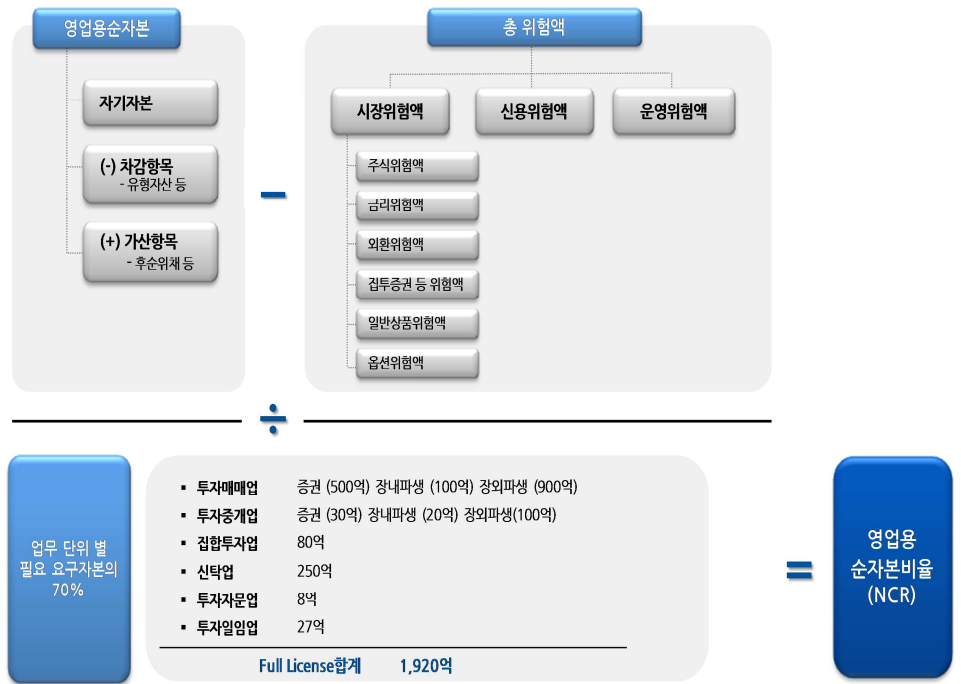 영업용순자본
자기자본
(-) 차감항목
- 유형자산 등
(+) 가산항목
- 후순위채 등
−
총 위험액
시장위험액
신용위험액
운영위험액
주식위험액
금리위험액
외환위험액
집투증권 등 위험액
일반상품위험액
옵션위험액
÷
업무 단위 별
필요 요구자본의
70%
▪ 투자매매업 증권 (500억) 장내파생 (100억) 장외파생 (900억)
▪ 투자중개업 증권 (30억) 장내파생 (20억) 장외파생(100억)
▪ 집합투자업 80억
▪ 신탁업 250억
▪ 투자자문업 8억
▪ 투자일임업 27억
Full License합계 1,920억
=
영업용
순자본비율
(NCR)